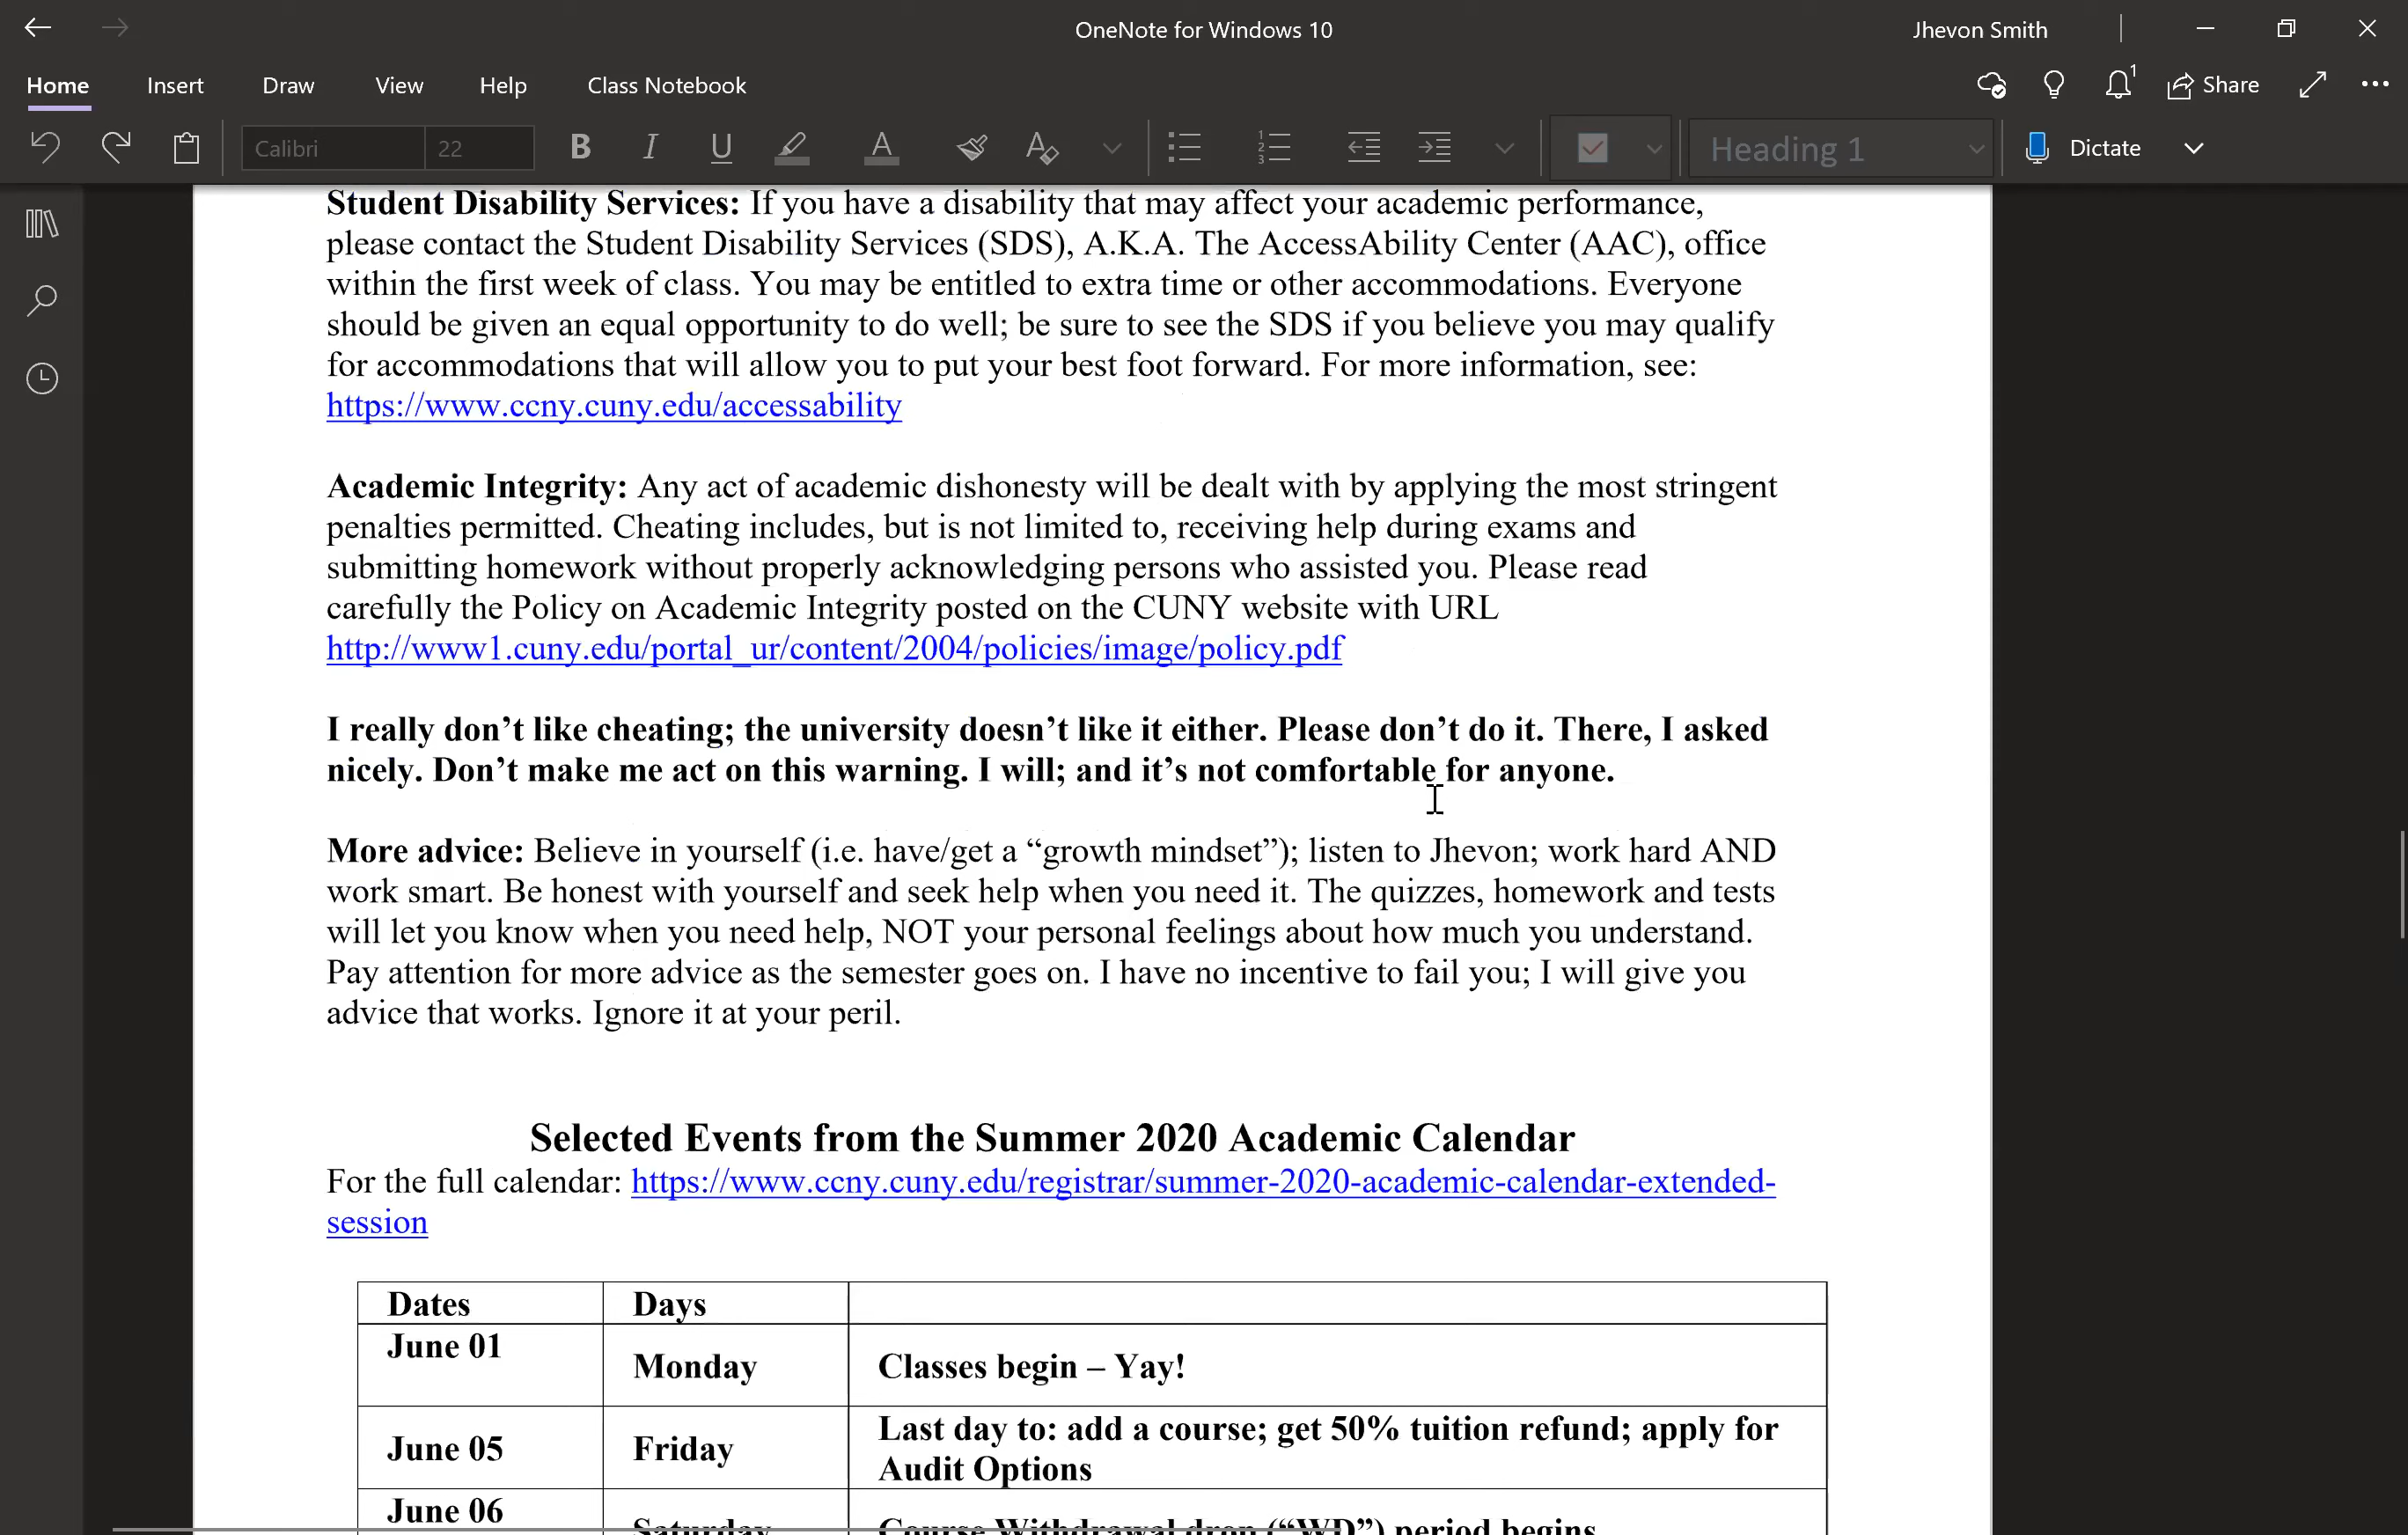 OneNote for Windows 10
Jhevon Smith
Home Insert Draw View Help Class Notebook
1
Share
Calibri 22 B I U A A Heading 1 Dictate
Student Disability Services: If you have a disability that may affect your academic performance,
please contact the Student Disability Services (SDS), A.K.A. The AccessAbility Center (AAC), office
within the first week of class. You may be entitled to extra time or other accommodations. Everyone
should be given an equal opportunity to do well; be sure to see the SDS if you believe you may qualify
for accommodations that will allow you to put your best foot forward. For more information, see:
https://www.ccny.cuny.edu/accessability
Academic Integrity: Any act of academic dishonesty will be dealt with by applying the most stringent
penalties permitted. Cheating includes, but is not limited to, receiving help during exams and
submitting homework without properly acknowledging persons who assisted you. Please read
carefully the Policy on Academic Integrity posted on the CUNY website with URL
http://www1.cuny.edu/portal_ur/content/2004/policies/image/policy.pdf
I really don’t like cheating; the university doesn’t like it either. Please don’t do it. There, I asked
nicely. Don’t make me act on this warning. I will; and it’s not comfortable for anyone.
More advice: Believe in yourself (i.e. have/get a “growth mindset”); listen to Jhevon; work hard AND
work smart. Be honest with yourself and seek help when you need it. The quizzes, homework and tests
will let you know when you need help, NOT your personal feelings about how much you understand.
Pay attention for more advice as the semester goes on. I have no incentive to fail you; I will give you
advice that works. Ignore it at your peril.
Selected Events from the Summer 2020 Academic Calendar
For the full calendar: https://www.ccny.cuny.edu/registrar/summer-2020-academic-calendar-extended-
session
Dates Days
June 01 Monday Classes begin – Yay!
June 05 Friday Last day to: add a course; get 50% tuition refund; apply for
Audit Options
June 06 Saturday Course Withdrawal drop (“WD”) period begins